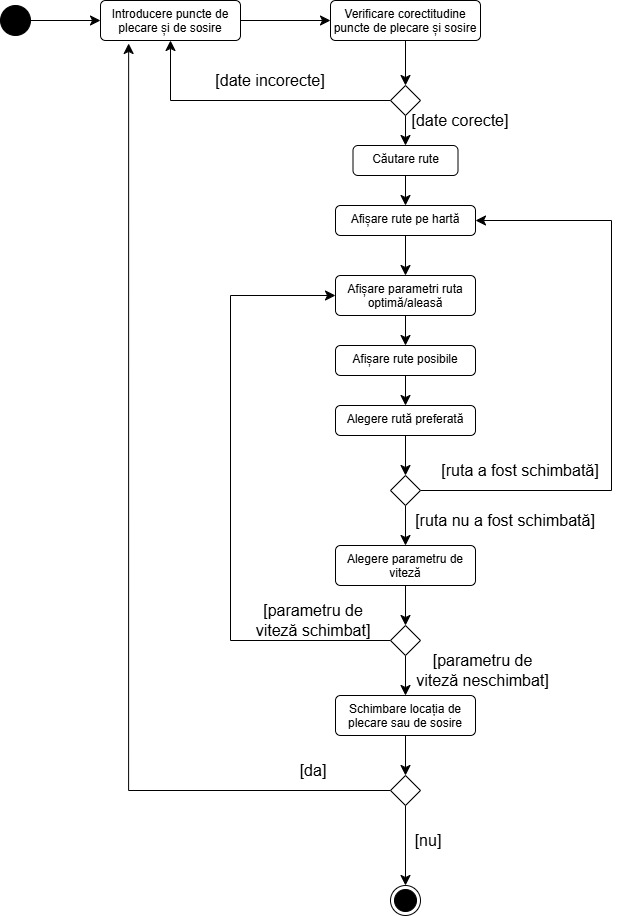 Introducere puncte de
plecare și de sosire
Verificare corectitudine
puncte de plecare și sosire
[date incorecte]
[date corecte]
Căutare rute
Afișare rute pe hartă
Afișare parametri ruta
optimă/aleasă
Afișare rute posibile
Alegere rută preferată
[ruta a fost schimbată]
[ruta nu a fost schimbată]
Alegere parametru de
viteză
[parametru de
viteză schimbat]
[parametru de
viteză neschimbat]
Schimbare locația de
plecare sau de sosire
[da]
[nu]